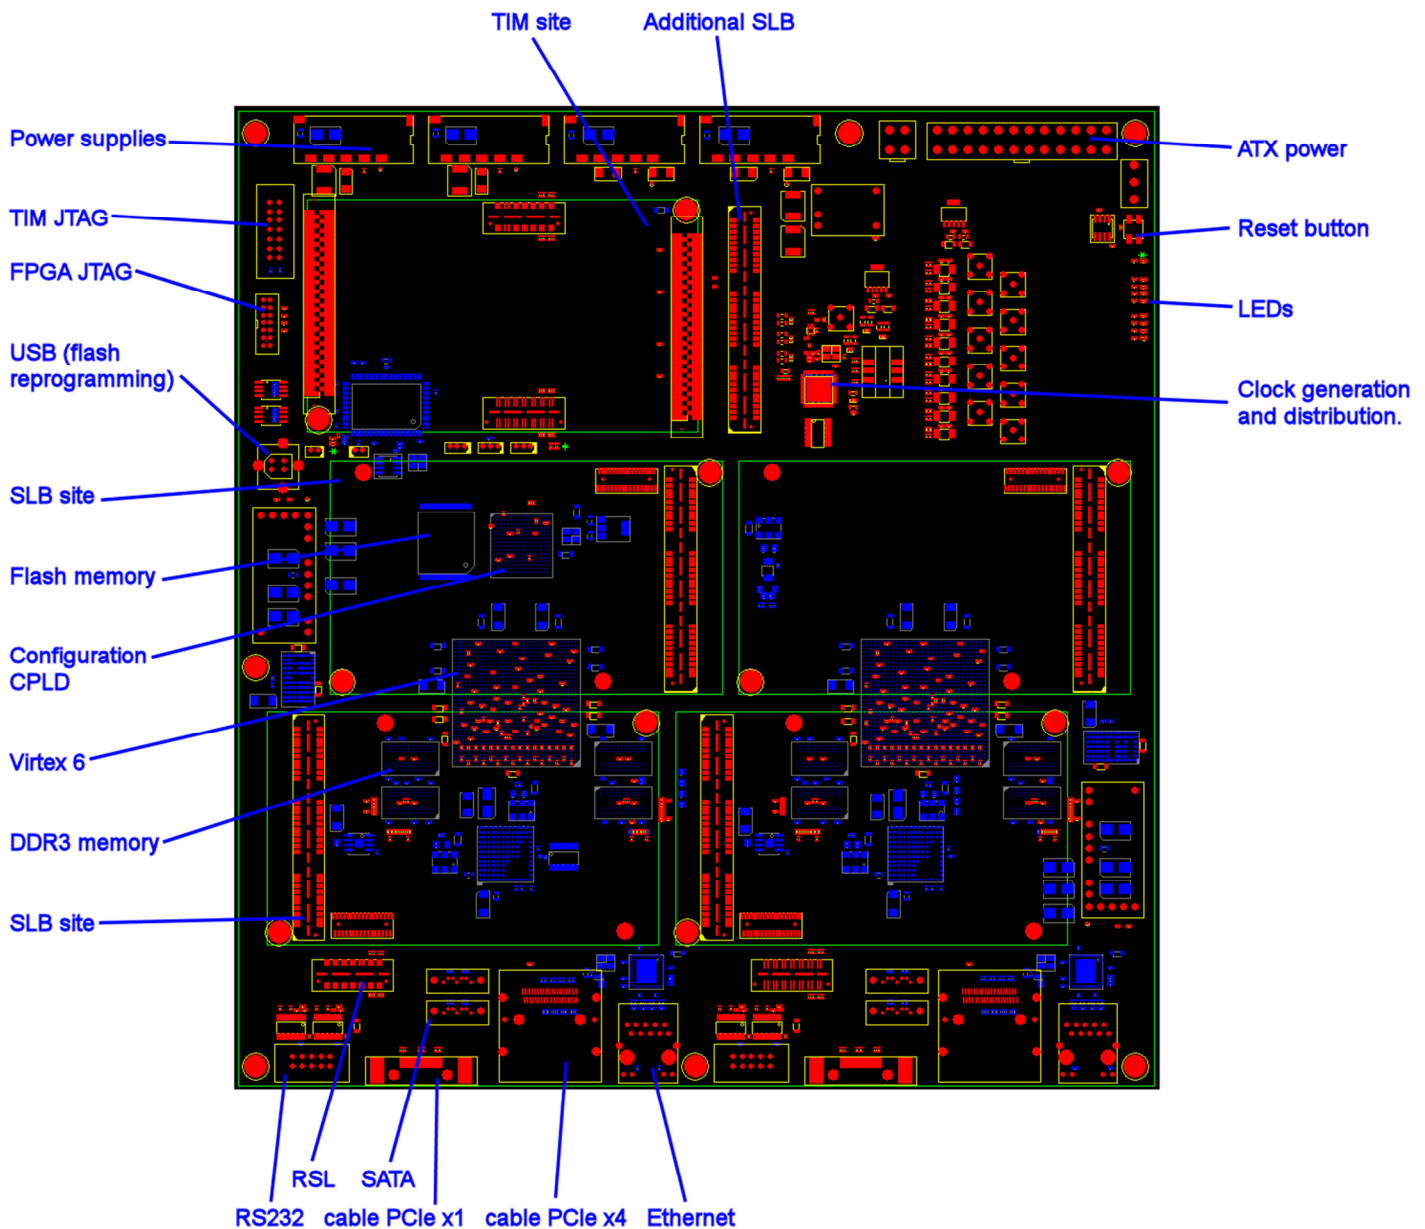 TIM site
Additional SLB
Power supplies
ATX power
TIM JTAG
Reset button
FPGA JTAG
LEDs
USB (flash
reprogramming)
Clock generation
and distribution.
SLB site
Flash memory
Configuration
CPLD
Virtex 6
DDR3 memory
SLB site
RSL
SATA
RS232
cable PCIe x1
cable PCIe x4
Ethernet